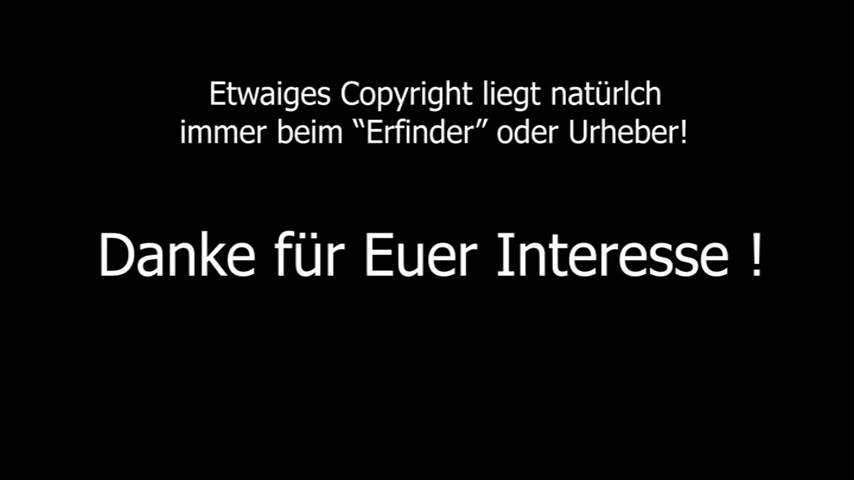 Etwaiges Copyright liegt natürlch
immer beim “Erfinder” oder Urheber!
Danke für Euer Interesse !